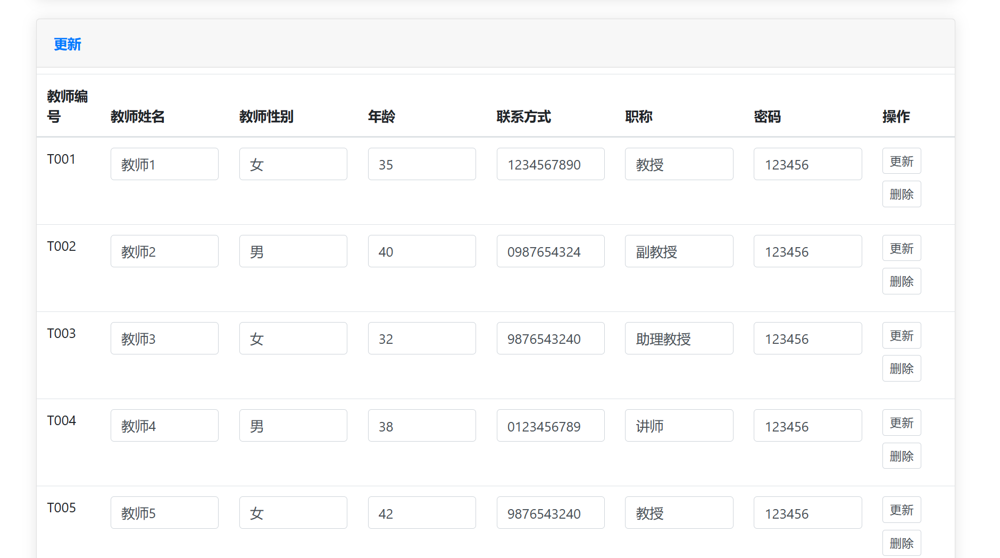 更新
教师编号 教师姓名 教师性别 年龄 联系方式 职称 密码 操作
T001 教师1 女 35 1234567890 教授 123456 更新
删除
T002 教师2 男 40 0987654324 副教授 123456 更新
删除
T003 教师3 女 32 9876543240 助理教授 123456 更新
删除
T004 教师4 男 38 0123456789 讲师 123456 更新
删除
T005 教师5 女 42 9876543240 教授 123456 更新
删除